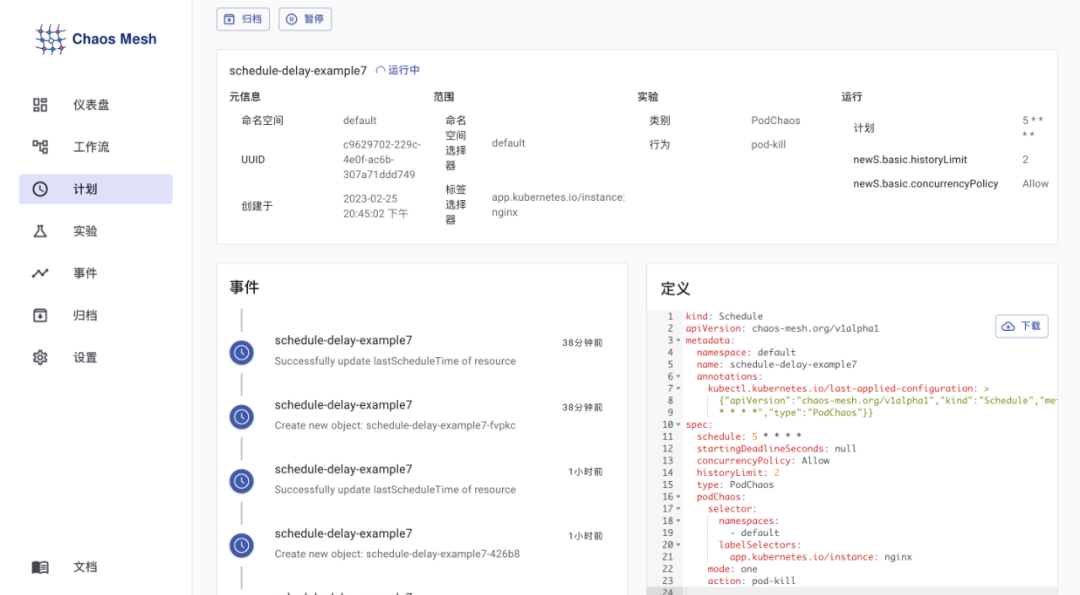 Chaos Mesh
仪表盘
工作流
计划
实验
事件
归档
设置
文档
归档
暂停
schedule-delay-example7
运行中
元信息
命名空间
default
UUID
c9629702-229c-
4e0f-ac6b-
307a71ddd749
创建于
2023-02-25
20:45:02 下午
范围
命名
空间
选择
器
default
标签
选择
器
app.kubernetes.io/instance:
nginx
实验
类别
PodChaos
行为
pod-kill
运行
计划
5 * *
* *
newS.basic.historyLimit
2
newS.basic.concurrencyPolicy
Allow
事件
schedule-delay-example7
38分钟前
Successfully update lastScheduleTime of resource
schedule-delay-example7
38分钟前
Create new object: schedule-delay-example7-fvpkc
schedule-delay-example7
1小时前
Successfully update lastScheduleTime of resource
schedule-delay-example7
1小时前
Create new object: schedule-delay-example7-426b8
定义
下载
1 kind: Schedule
2 apiVersion: chaos-mesh.org/v1alpha1
3 metadata:
4 namespace: default
5 name: schedule-delay-example7
6 annotations:
7 kubectl.kubernetes.io/last-applied-configuration: >
8 {"apiVersion":"chaos-mesh.org/v1alpha1","kind":"Schedule","me
9 * * * *","type":"PodChaos"}}
10 spec:
11 schedule: 5 * * * *
12 startingDeadlineSeconds: null
13 concurrencyPolicy: Allow
14 historyLimit: 2
15 type: PodChaos
16 podChaos:
17 selector:
18 namespaces:
19 - default
20 labelSelectors:
21 app.kubernetes.io/instance: nginx
22 mode: one
23 action: pod-kill
24